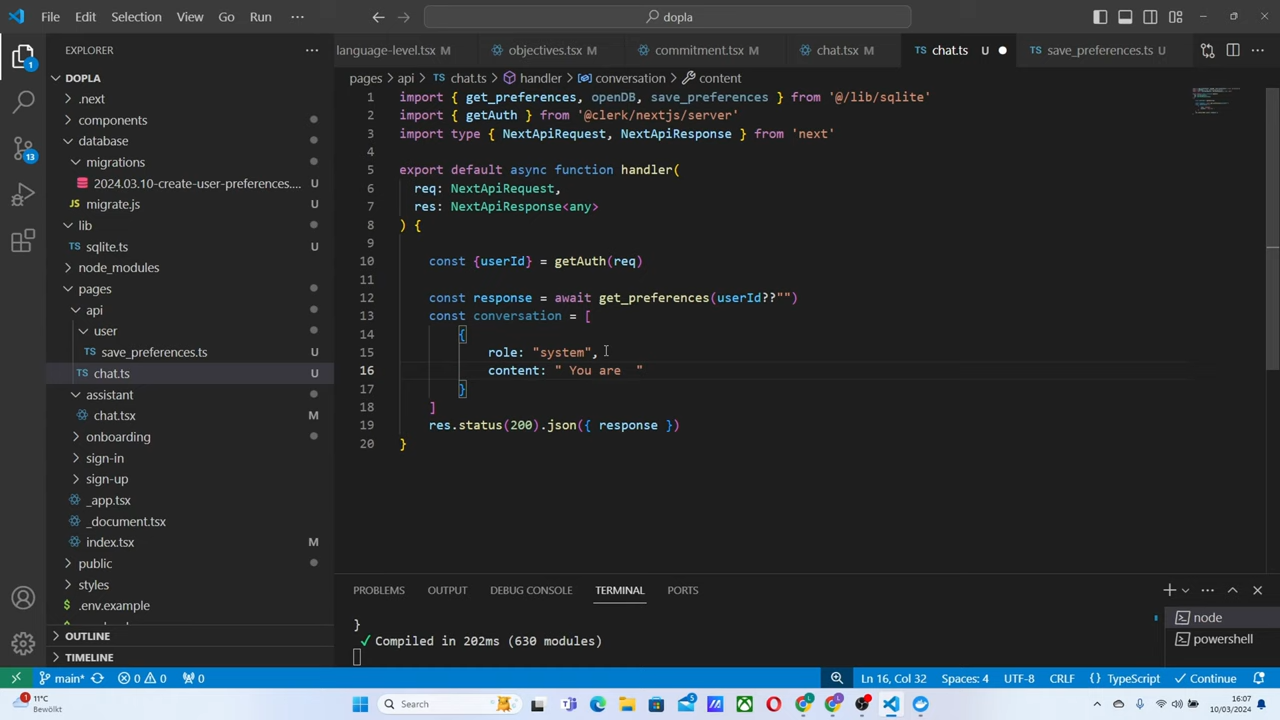 File Edit Selection View Go Run ··· dopla
EXPLORER ···
language-level.tsx M objectives.tsx M commitment.tsx M chat.tsx M chat.ts U save_preferences.ts U
pages > api > TS chat.ts > handler > conversation > content
DOPLA
.next
components
database
migrations
2024.03.10-create-user-preferences.... U
JS migrate.js U
lib
TS sqlite.ts U
node_modules
pages
api
user
TS save_preferences.ts U
TS chat.ts U
assistant
chat.tsx M
onboarding
sign-in
sign-up
_app.tsx
_document.tsx
index.tsx M
public
styles
$ .env.example
OUTLINE
TIMELINE
1 import { get_preferences, openDB, save_preferences } from '@/lib/sqlite'
2 import { getAuth } from '@clerk/nextjs/server'
3 import type { NextApiRequest, NextApiResponse } from 'next'
4
5 export default async function handler(
6 req: NextApiRequest,
7 res: NextApiResponse<any>
8 ) {
9
10 const {userId} = getAuth(req)
11
12 const response = await get_preferences(userId??"")
13 const conversation = [
14 {
15 role: "system",
16 content: " You are  "
17 }
18 ]
19 res.status(200).json({ response })
20 }
PROBLEMS OUTPUT DEBUG CONSOLE TERMINAL PORTS
}
✓ Compiled in 202ms (630 modules)
node
powershell
1
13
main* 0 0 0 Ln 16, Col 32 Spaces: 4 UTF-8 CRLF {} TypeScript Continue
11°C
Bewölkt
Search
16:07
10/03/2024